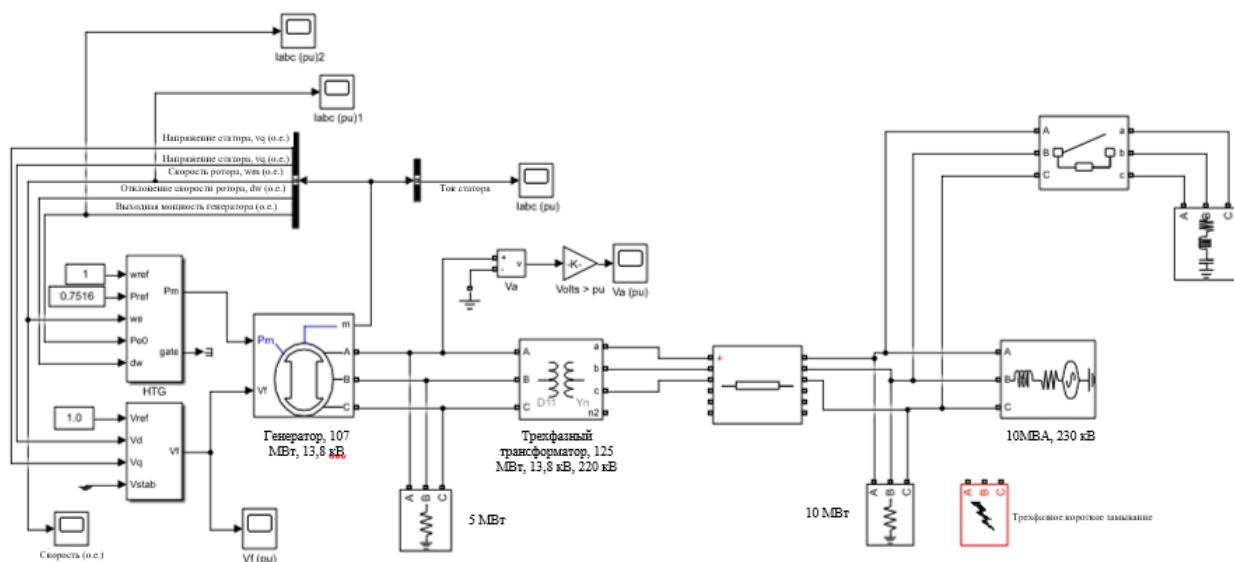 Iabc (pu)2
Iabc (pu)1
Напряжение статора, vq (о.е.)
Напряжение статора, vq (о.е.)
Скорость ротора, wm (о.е.)
Отклонение скорости ротора, dw (о.е.)
Выходная мощность генератора (о.е.)
Ток статора
Iabc (pu)
1
0.7516
wref
Pref
we
Pe0
dw
Pm
gate
HTG
1.0
Vref
Vd
Vq
Vstab
Vf
Скорость (о.е.)
Vf (pu)
Pm
Vf
m
A
B
C
Генератор, 107
МВт, 13,8 кВ
+
-
v
Va
-K-
Volts > pu
Va (pu)
A
B
C
a
b
c
n2
D11
Yn
Трехфазный
трансформатор, 125
МВт, 13,8 кВ, 220 кВ
A B C
5 МВт
+
A
B
C
a
b
c
A B C
A
B
C
10МВА, 230 кВ
A B C
10 МВт
A B C
Трехфазное короткое замывание